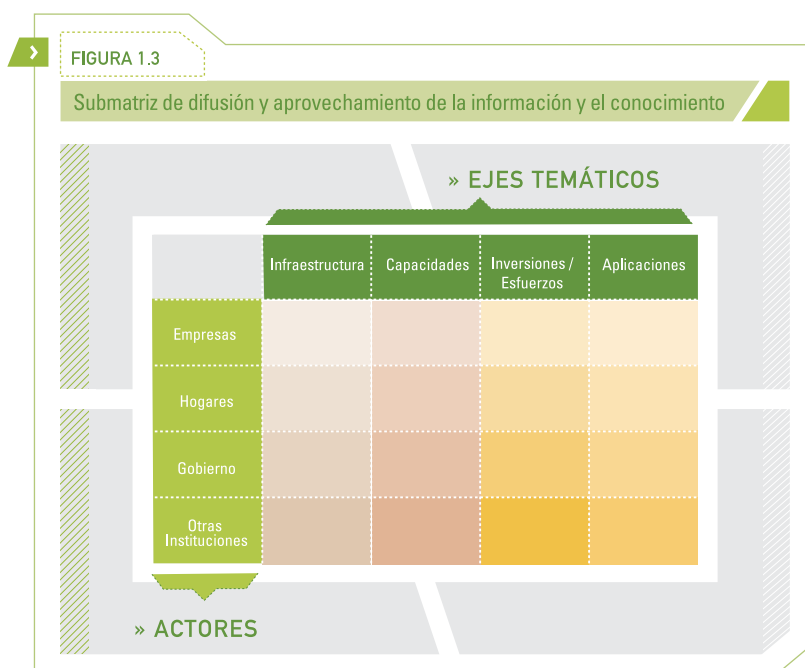 FIGURA 1.3
Submatriz de difusión y aprovechamiento de la información y el conocimiento
» EJES TEMÁTICOS
Infraestructura
Capacidades
Inversiones /
Esfuerzos
Aplicaciones
Empresas
Hogares
Gobierno
Otras
Instituciones
» ACTORES